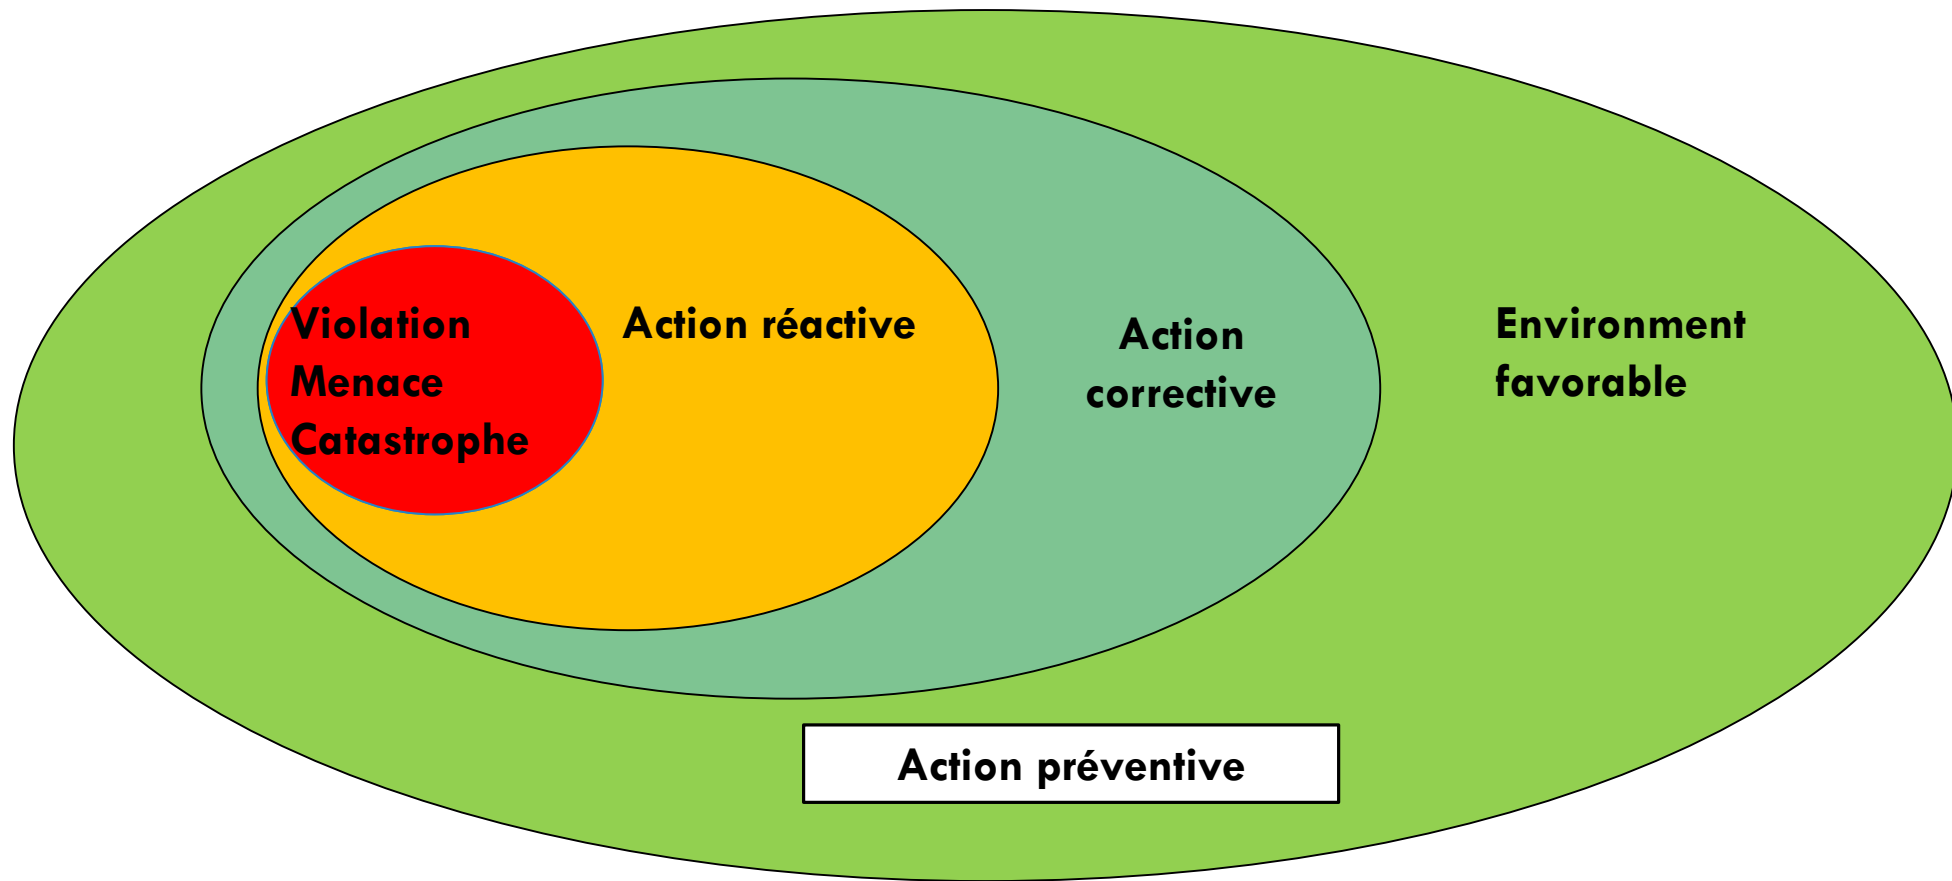 Violation
Menace
Catastrophe
Action réactive
Action
corrective
Environment
favorable
Action préventive